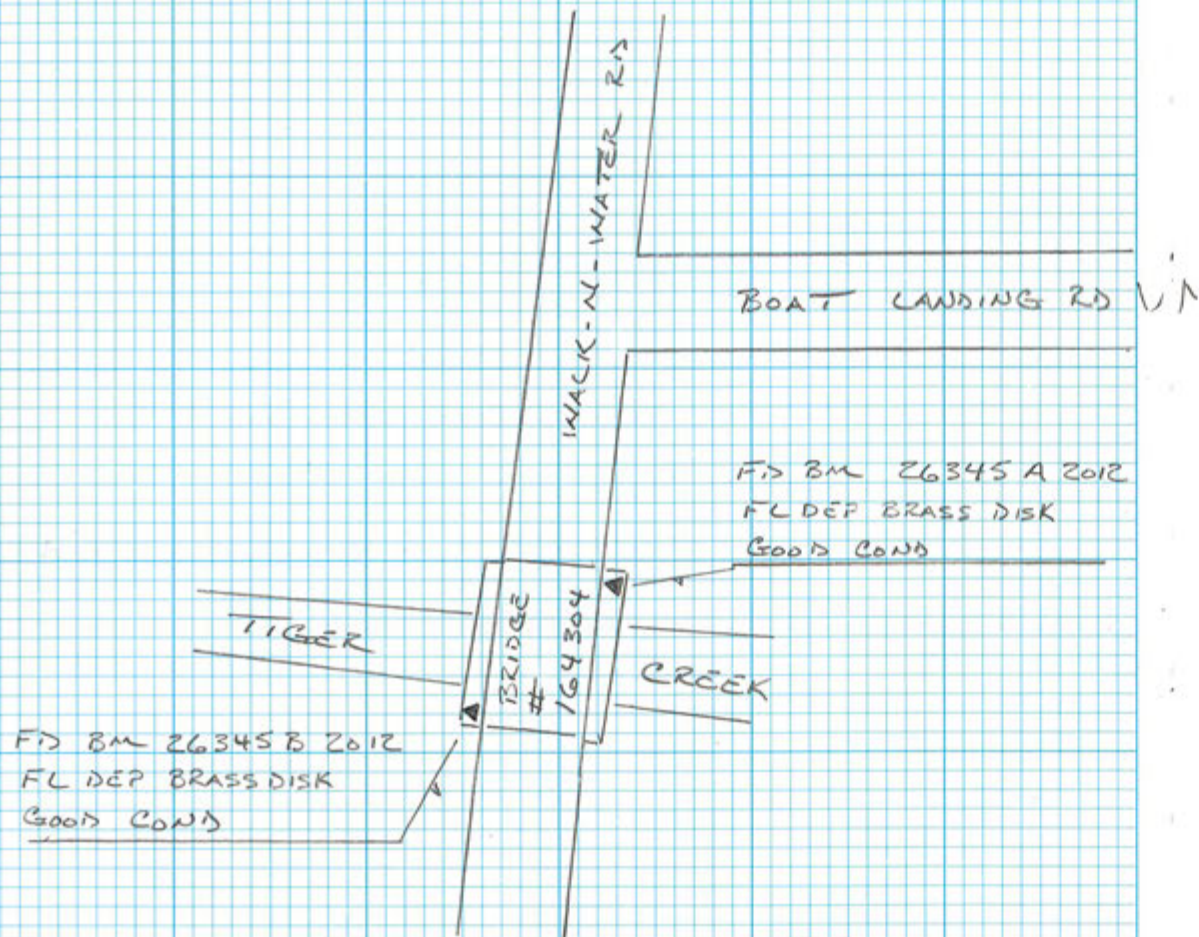 WALK-N-WATER RD
BOAT LANDING RD
FD BM 26345 A 2012
FL DEP BRASS DISK
GOOD COND
BRIDGE
#
164304
TIGER
CREEK
FD BM 26345 B 2012
FL DEP BRASS DISK
GOOD COND